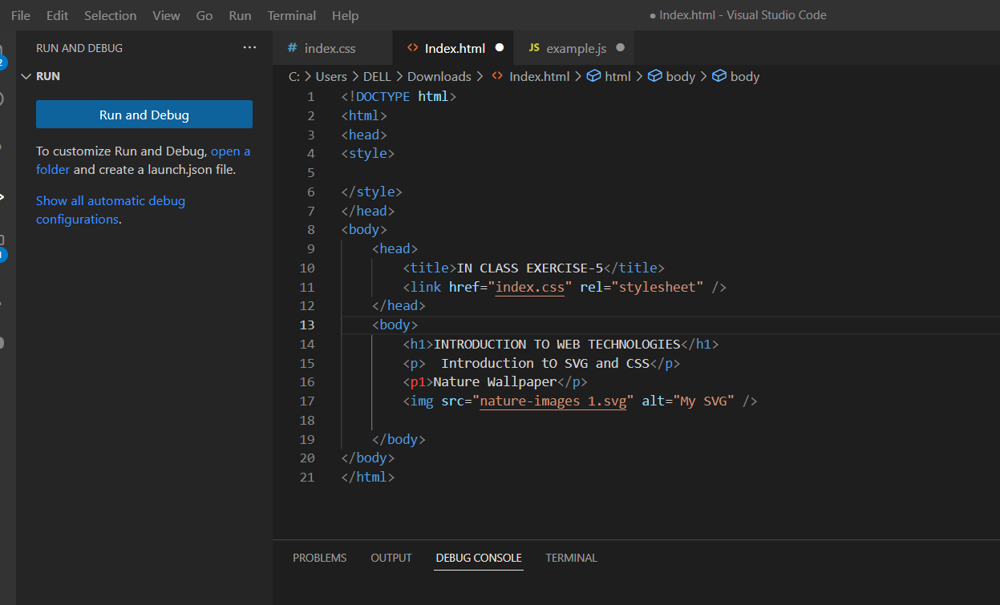 File Edit Selection View Go Run Terminal Help
● Index.html - Visual Studio Code
RUN AND DEBUG ···
RUN
Run and Debug
To customize Run and Debug, open a
folder and create a launch.json file.
Show all automatic debug
configurations.
# index.css
<> Index.html ●
JS example.js ●
C: > Users > DELL > Downloads > <> Index.html > html > body > body
1 <!DOCTYPE html>
2 <html>
3 <head>
4 <style>
5
6 </style>
7 </head>
8 <body>
9     <head>
10         <title>IN CLASS EXERCISE-5</title>
11         <link href="index.css" rel="stylesheet" />
12     </head>
13     <body>
14         <h1>INTRODUCTION TO WEB TECHNOLOGIES</h1>
15         <p>  Introduction tO SVG and CSS</p>
16         <p1>Nature Wallpaper</p>
17         <img src="nature-images 1.svg" alt="My SVG" />
18
19     </body>
20 </body>
21 </html>
PROBLEMS OUTPUT DEBUG CONSOLE TERMINAL